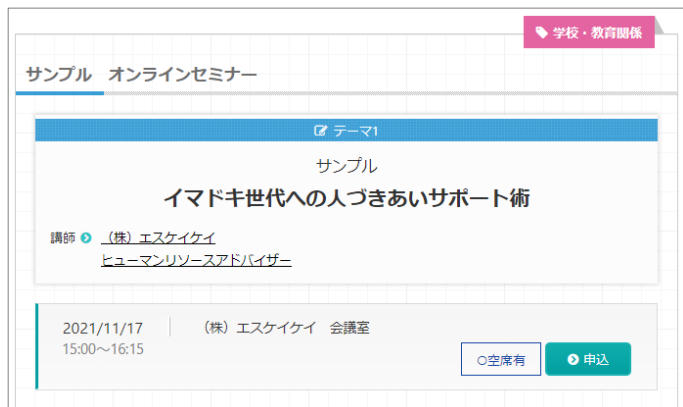 学校・教育関係
サンプル　オンラインセミナー
テーマ1
サンプル
イマドキ世代への人づきあいサポート術
講師 （株）エスケイケイ
ヒューマンリソースアドバイザー
2021/11/17 （株）エスケイケイ　会議室
15:00～16:15
○空席有 申込